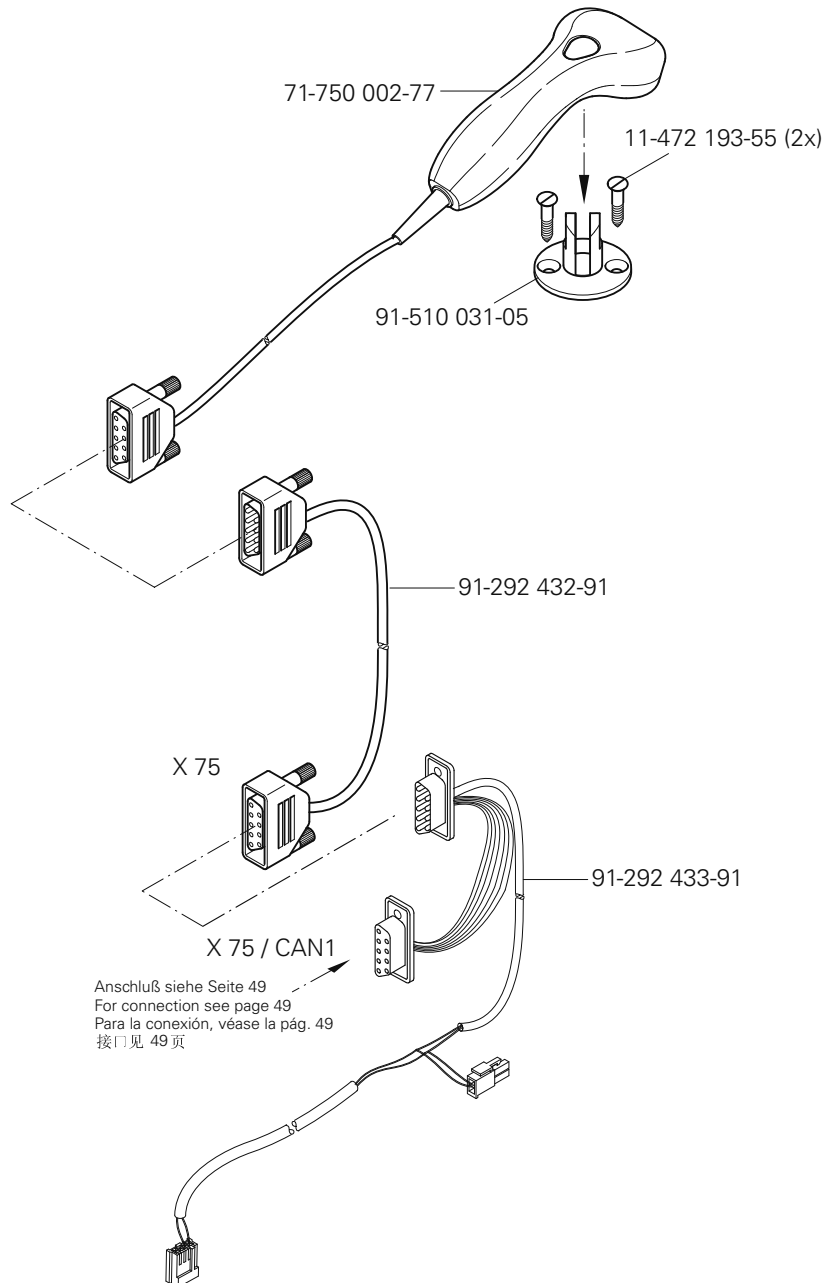 71-750 002-77
11-472 193-55 (2x)
91-510 031-05
91-292 432-91
X 75
91-292 433-91
X 75 / CAN1
Anschluß siehe Seite 49
For connection see page 49
Para la conexión, véase la pág. 49
接口见 49页